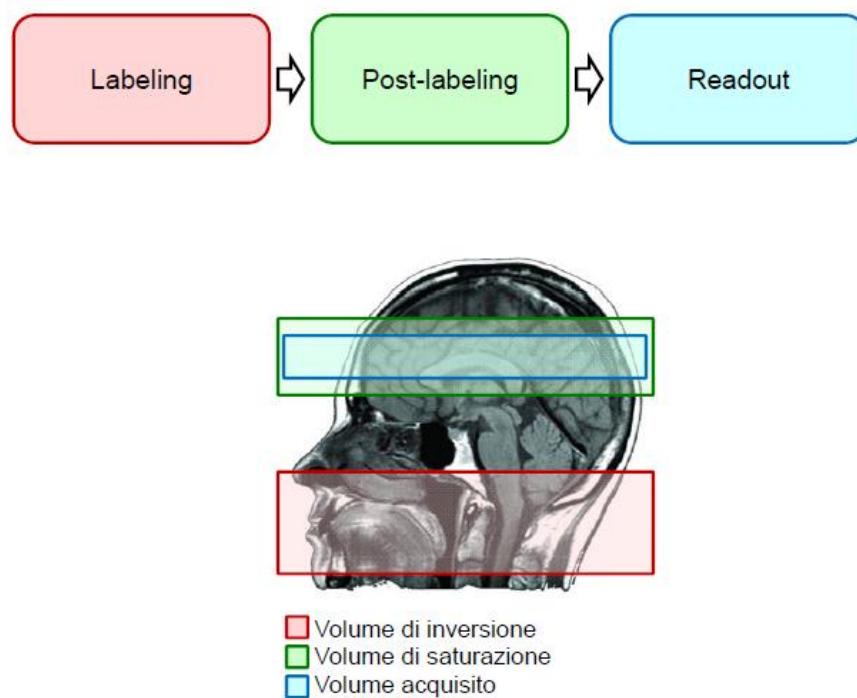 Labeling
Post-labeling
Readout
Volume di inversione
Volume di saturazione
Volume acquisito